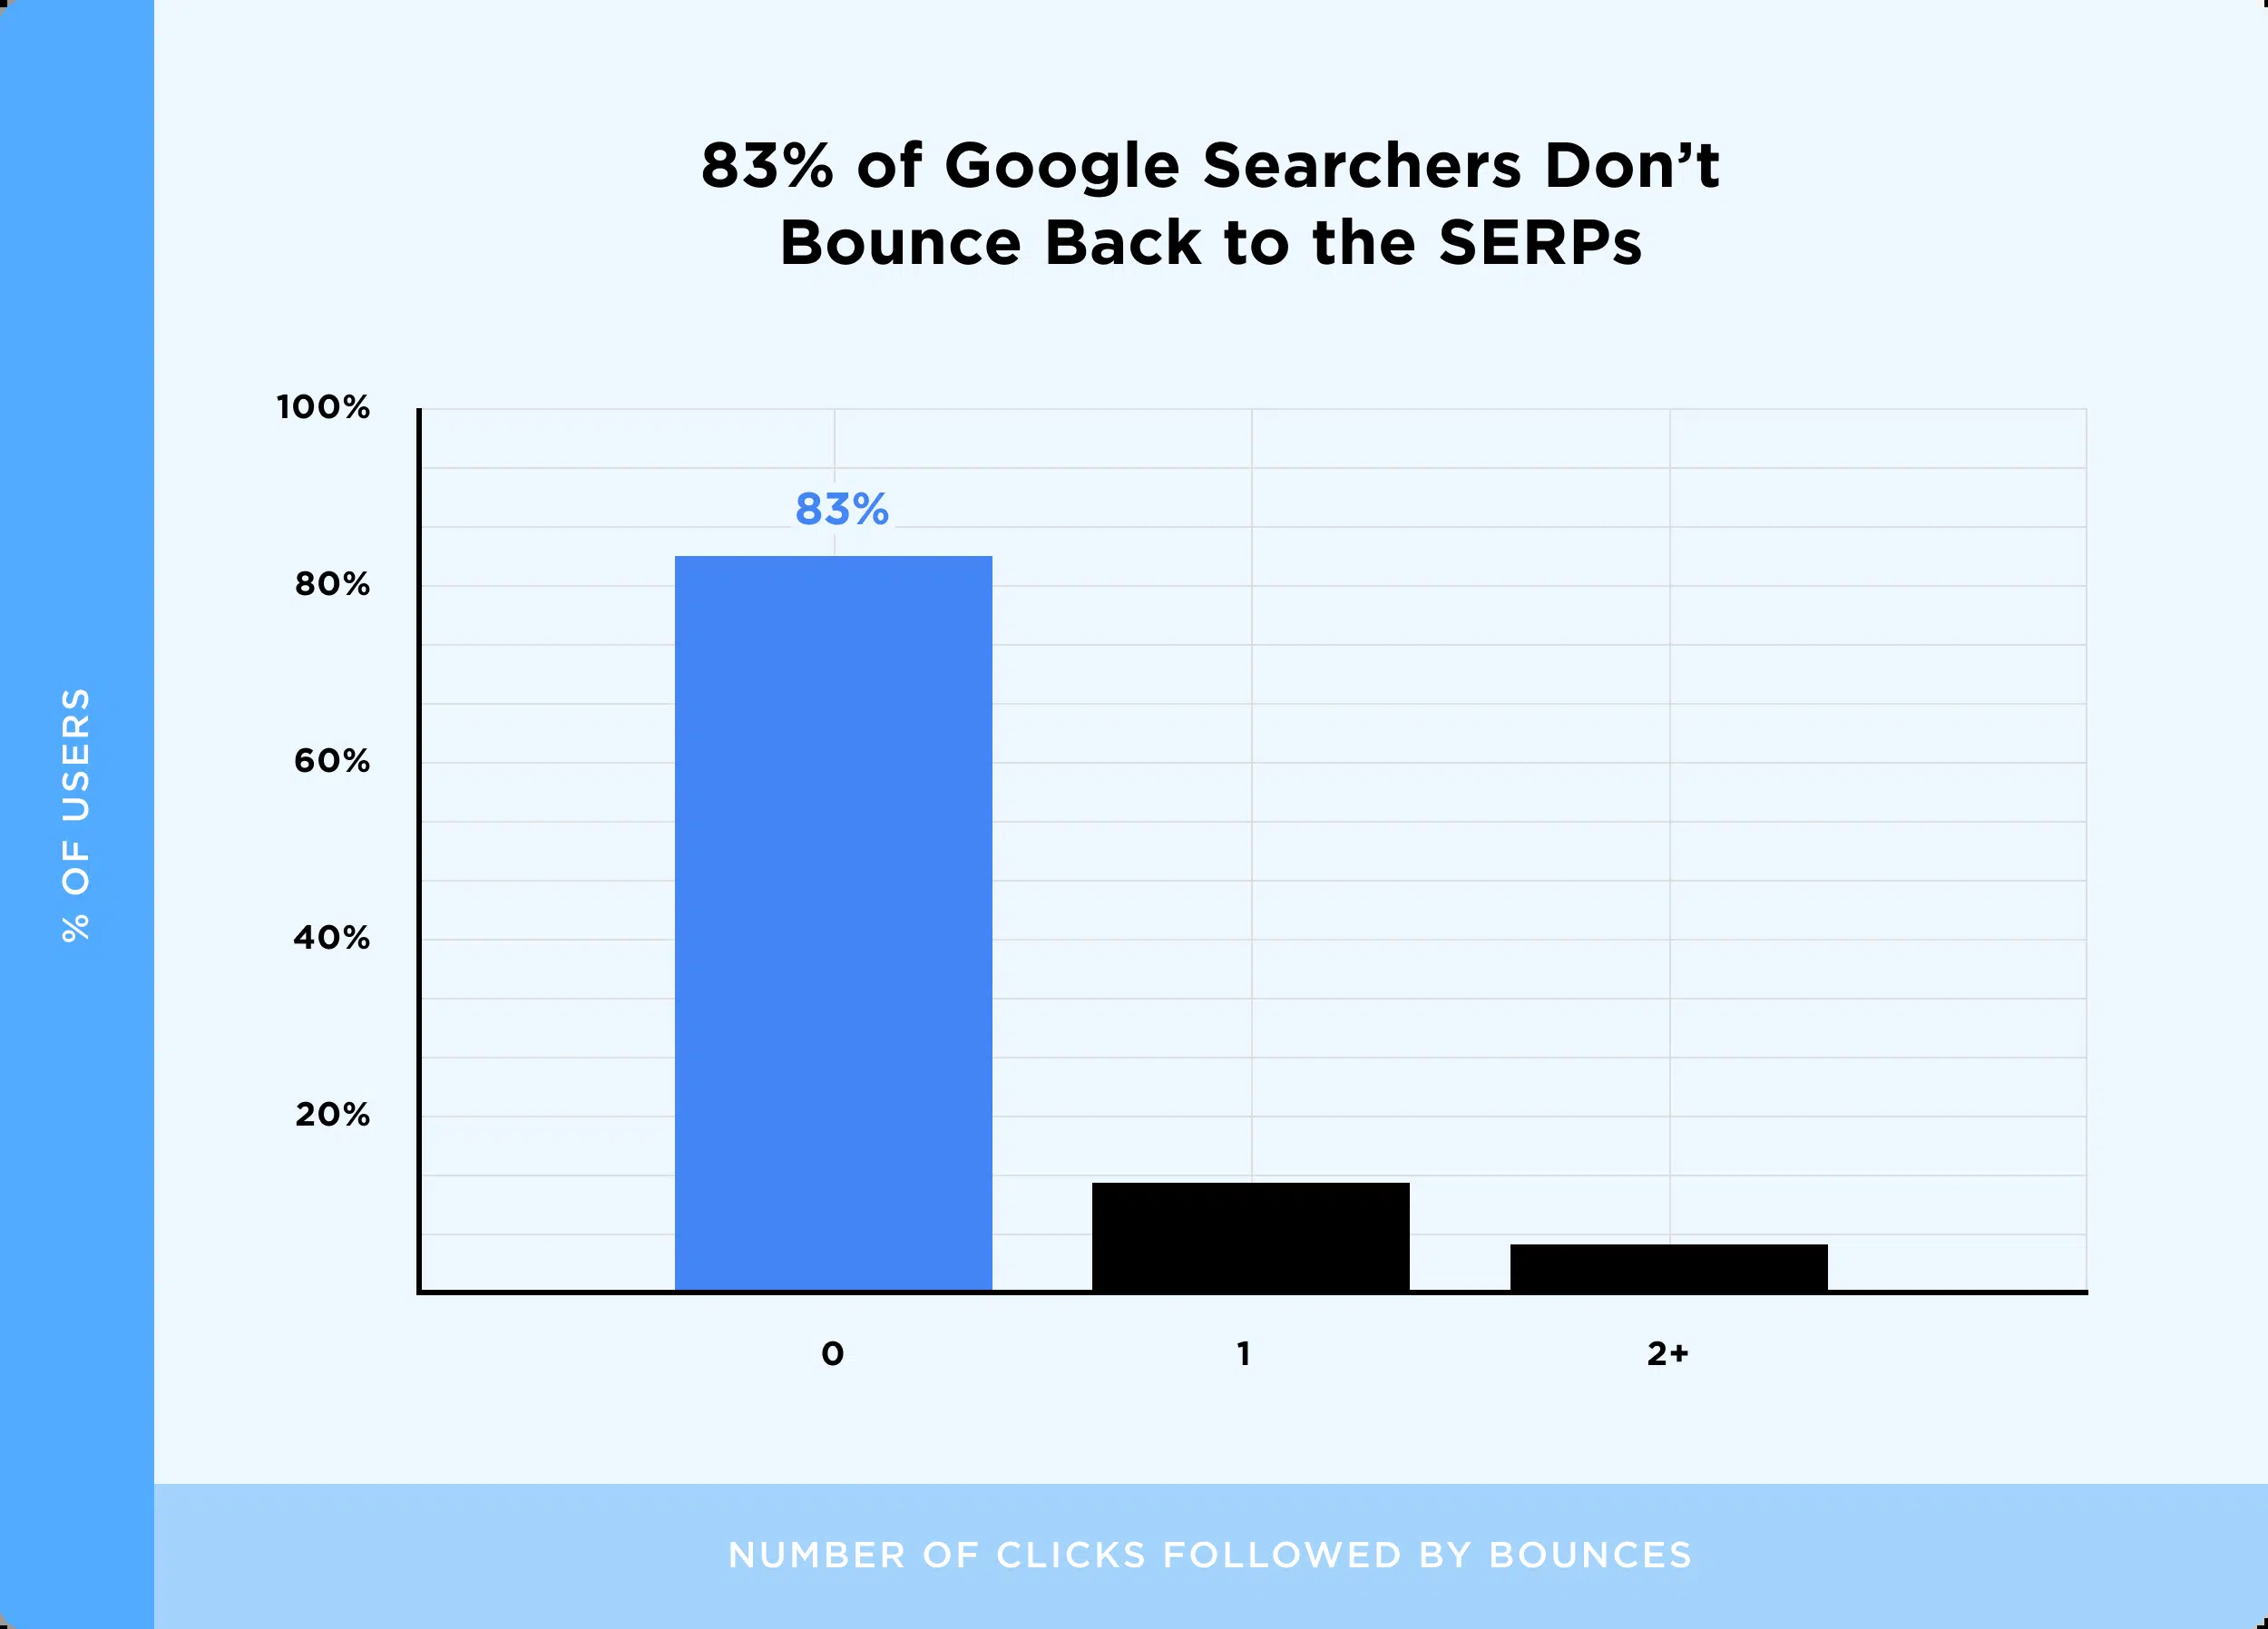 83% of Google Searchers Don’t
Bounce Back to the SERPs
% OF USERS
100%
80%
60%
40%
20%
83%
0
1
2+
NUMBER OF CLICKS FOLLOWED BY BOUNCES